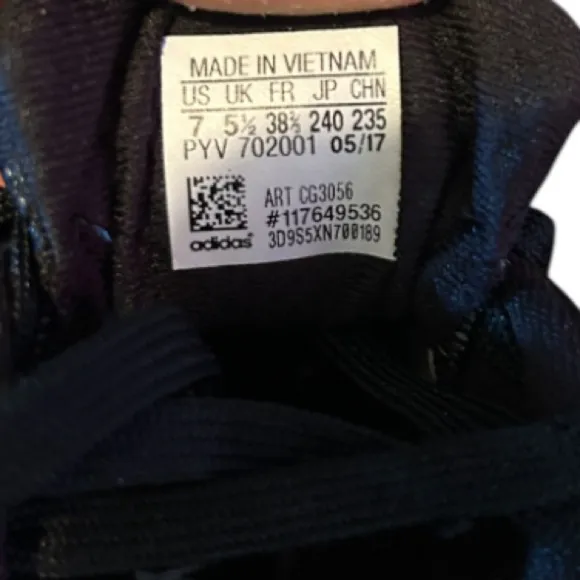 MADE IN VIETNAM
US UK FR JP CHN
7 5½ 38⅔ 240 235
PYV 702001 05/17
ART CG3056
#117649536
adidas 3D9S5XN700189